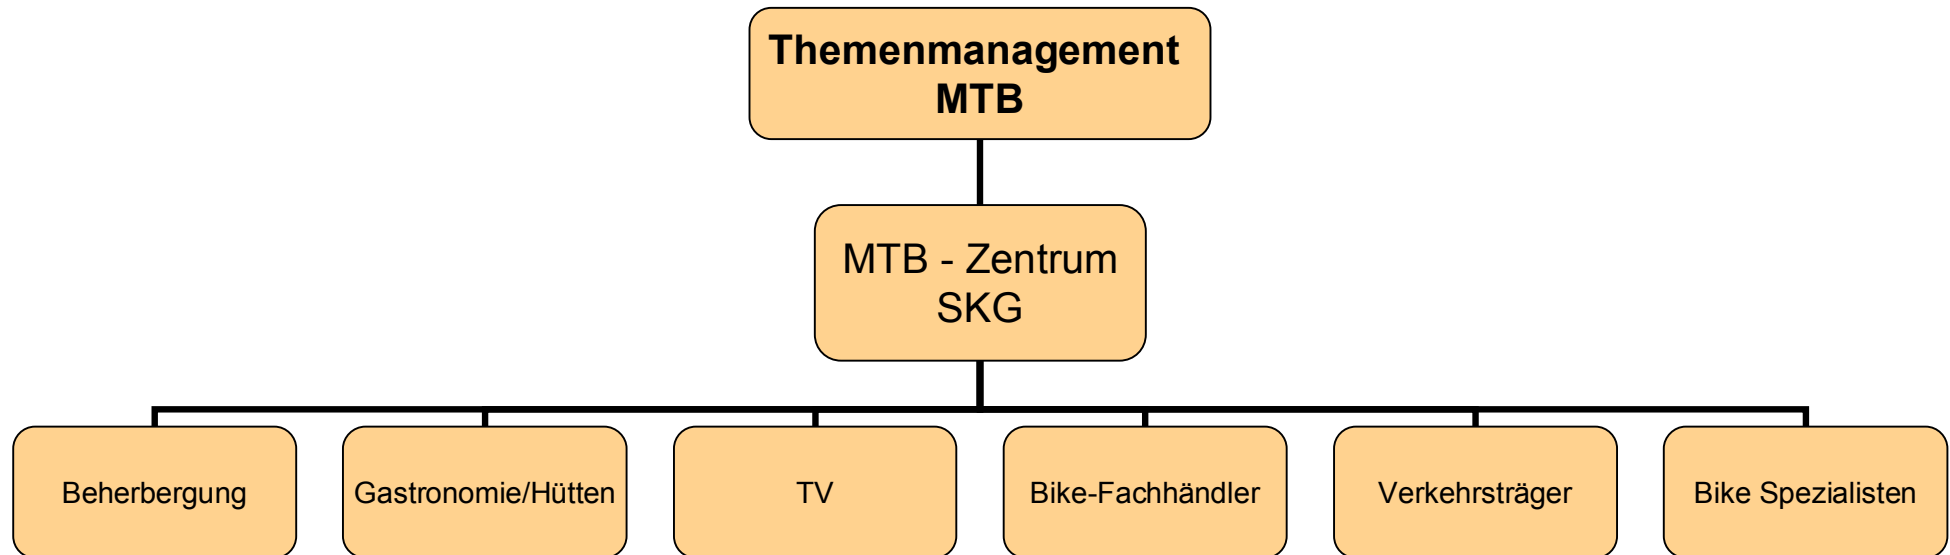 Themenmanagement
MTB
MTB - Zentrum
SKG
Beherbergung
Gastronomie/Hütten
TV
Bike-Fachhändler
Verkehrsträger
Bike Spezialisten